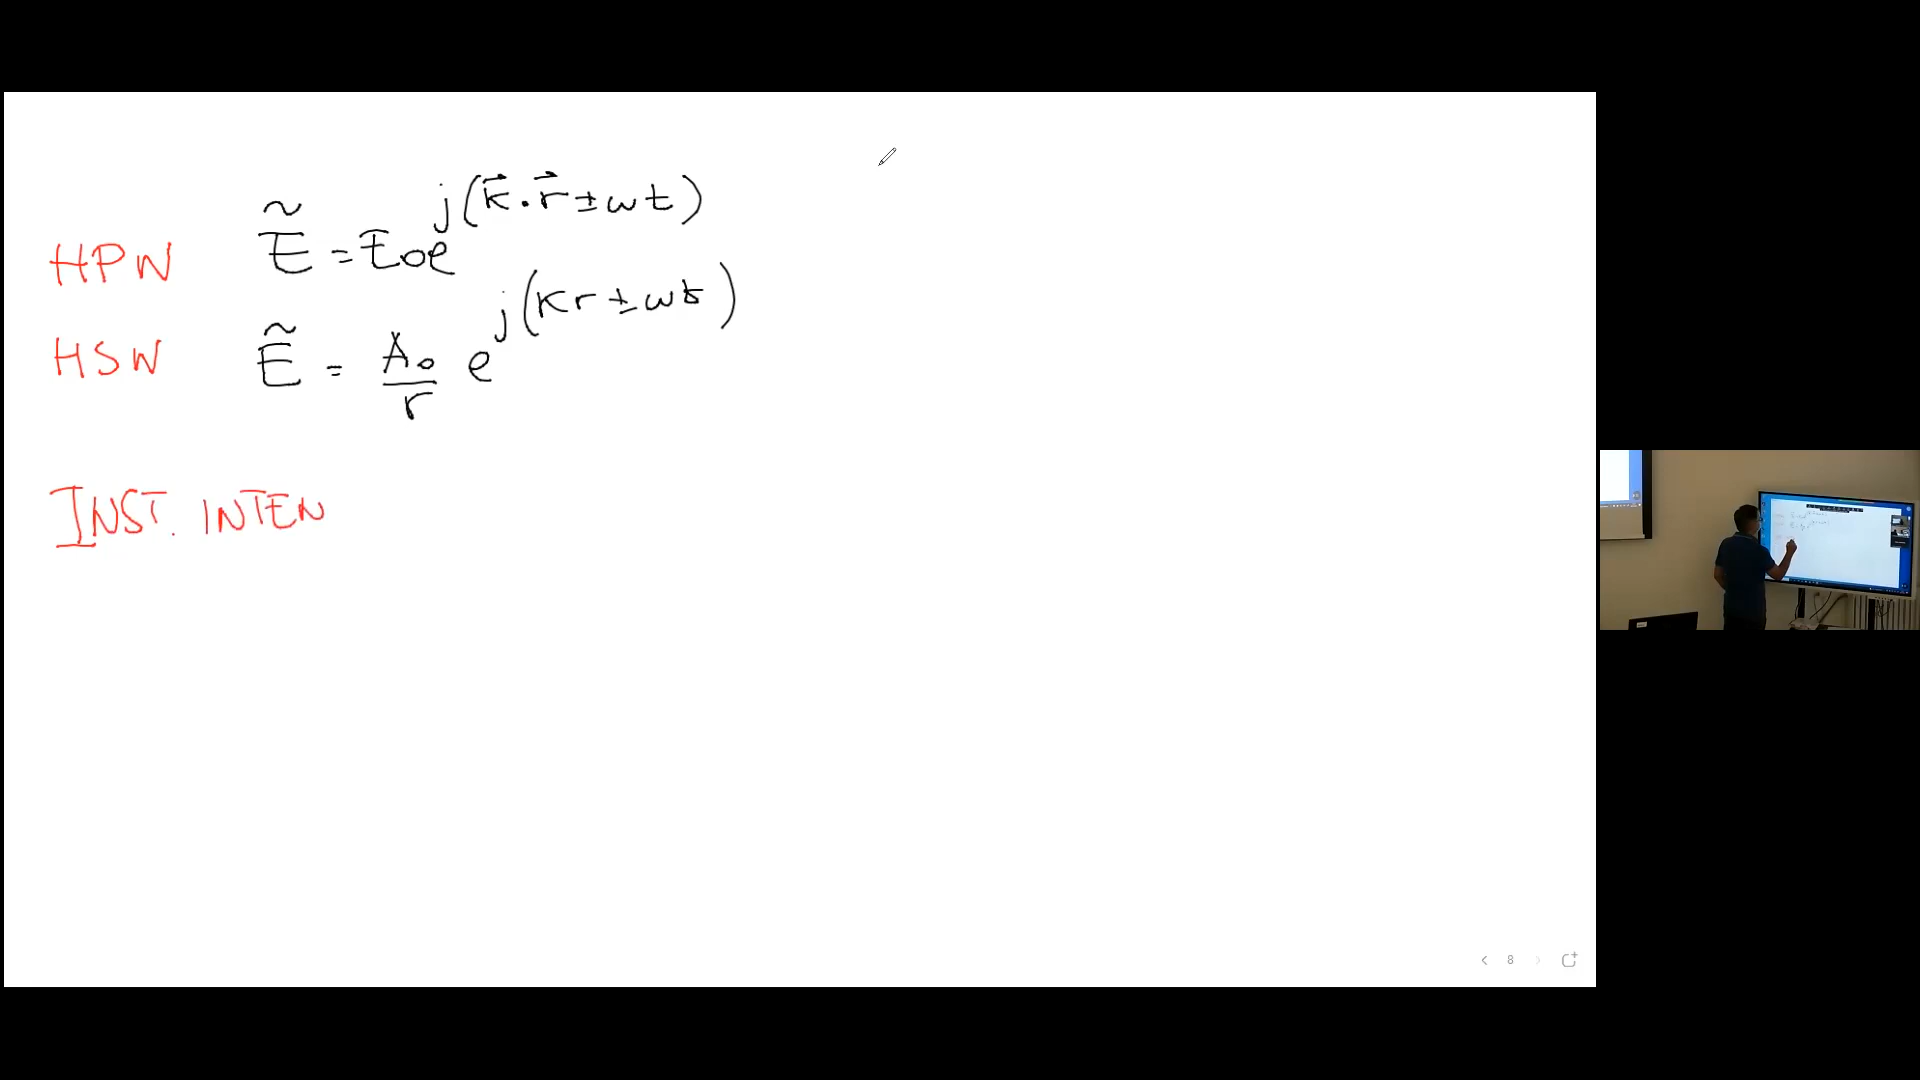 HPW Ẽ = E₀e^{j(k⃗·r⃗ ± ωt)}
HSW Ẽ = A₀/r e^{j(kr ± ωt)}
INST. INTEN
8